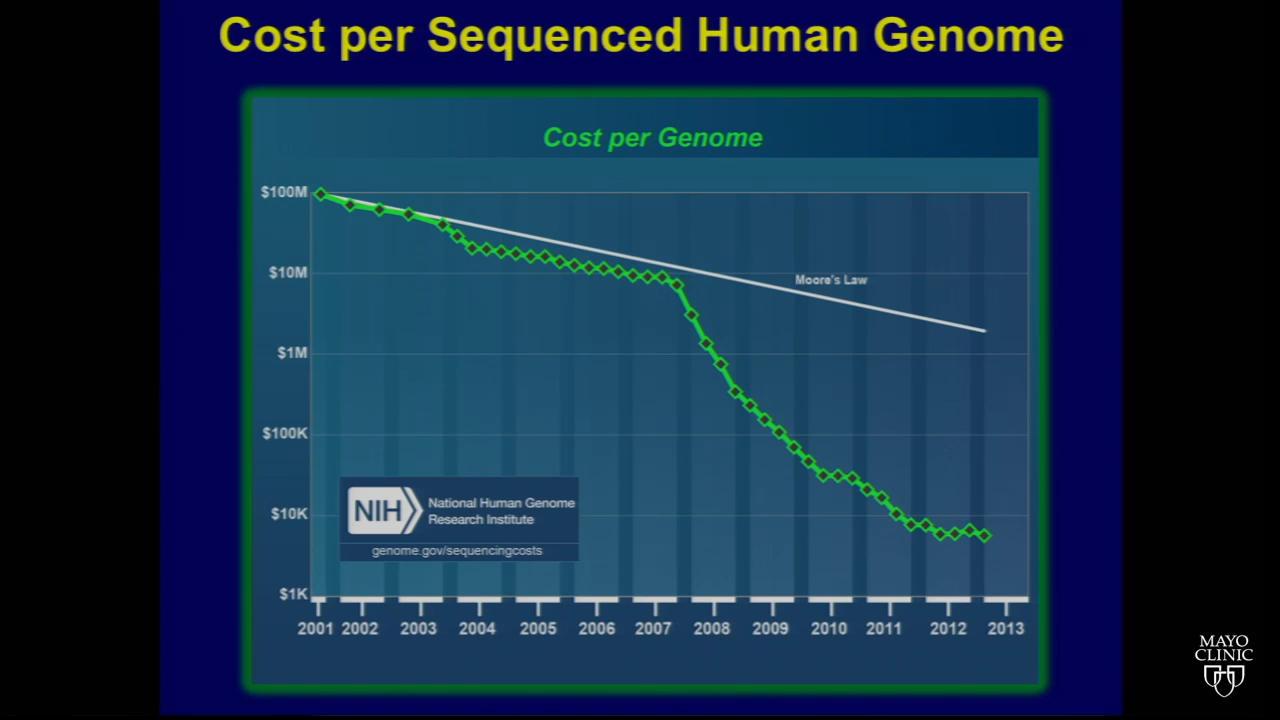 Cost per Sequenced Human Genome
Cost per Genome
$100M
$10M
$1M
$100K
$10K
$1K
Moore's Law
NIH
National Human Genome
Research Institute
genome.gov/sequencingcosts
2001 2002 2003 2004 2005 2006 2007 2008 2009 2010 2011 2012 2013
MAYO
CLINIC